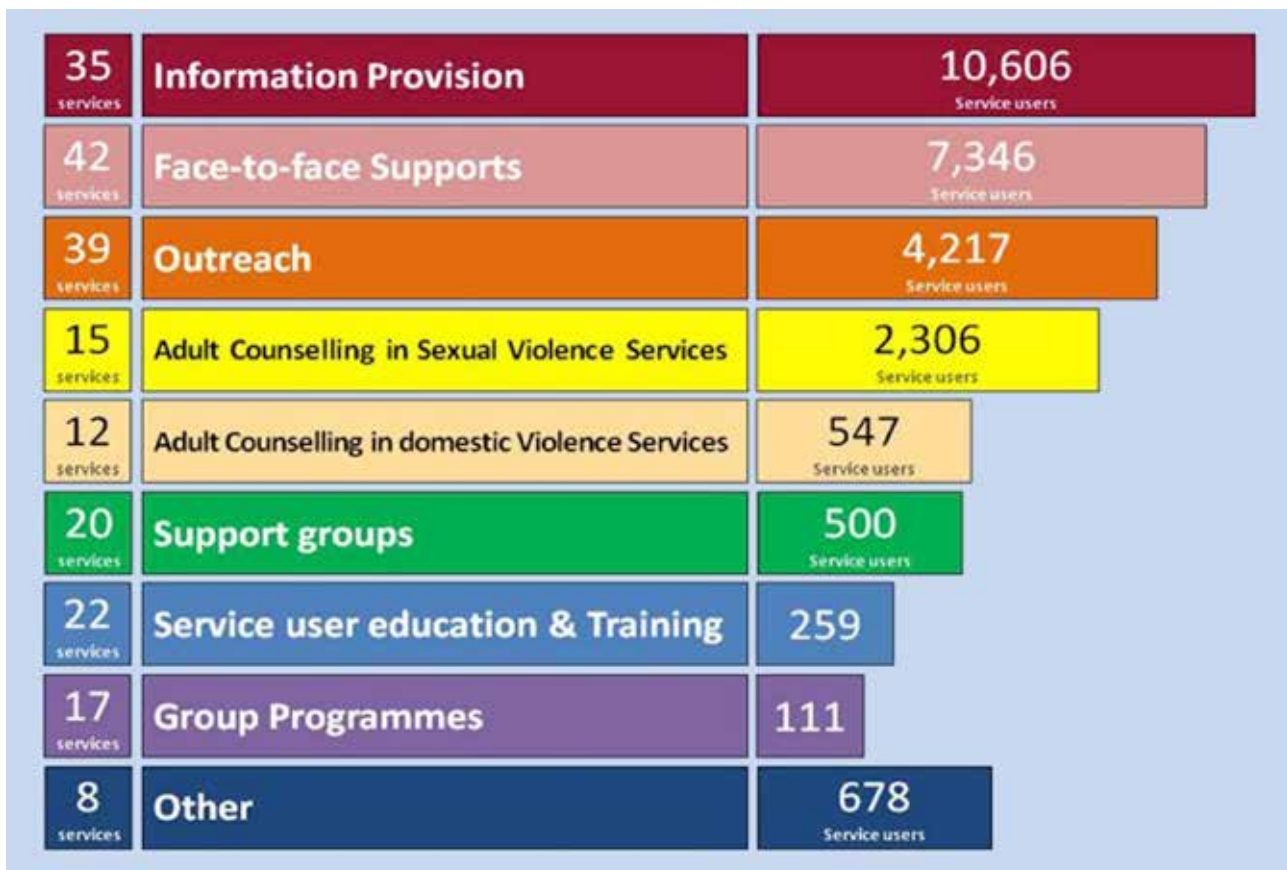 35
services
Information Provision
10,606
Service users
42
services
Face-to-face Supports
7,346
Service users
39
services
Outreach
4,217
Service users
15
services
Adult Counselling in Sexual Violence Services
2,306
Service users
12
services
Adult Counselling in domestic Violence Services
547
Service users
20
services
Support groups
500
Service users
22
services
Service user education & Training
259
17
services
Group Programmes
111
8
services
Other
678
Service users